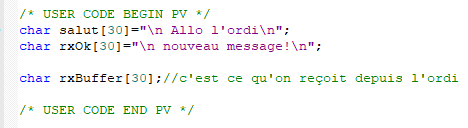 /* USER CODE BEGIN PV */
char salut[30]="\n Allo l'ordi\n";
char rxOk[30]="\n nouveau message!\n";
char rxBuffer[30];//c'est ce qu'on reçoit depuis l'ordi
/* USER CODE END PV */